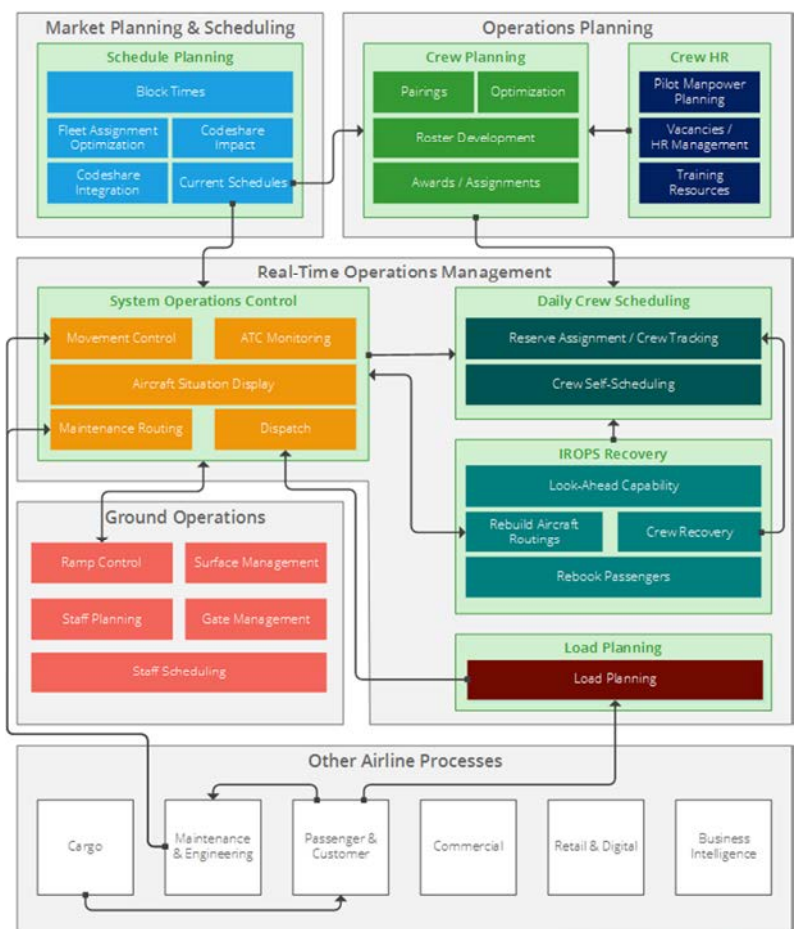 Market Planning & Scheduling
Schedule Planning
Block Times
Fleet Assignment
Optimization
Codeshare
Impact
Codeshare
Integration
Current Schedules
Operations Planning
Crew Planning
Pairings
Optimization
Roster Development
Awards / Assignments
Crew HR
Pilot Manpower
Planning
Vacancies /
HR Management
Training
Resources
Real-Time Operations Management
System Operations Control
Movement Control
ATC Monitoring
Aircraft Situation Display
Maintenance Routing
Dispatch
Daily Crew Scheduling
Reserve Assignment / Crew Tracking
Crew Self-Scheduling
IROPS Recovery
Look-Ahead Capability
Rebuild Aircraft
Routings
Crew Recovery
Rebook Passengers
Load Planning
Load Planning
Ground Operations
Ramp Control
Surface Management
Staff Planning
Gate Management
Staff Scheduling
Other Airline Processes
Cargo
Maintenance
& Engineering
Passenger &
Customer
Commercial
Retail & Digital
Business
Intelligence